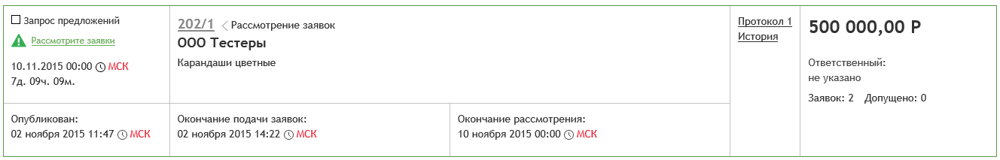 Запрос предложений
Рассмотрите заявки
10.11.2015 00:00 МСК
7д. 09ч. 09м.
202/1 Рассмотрение заявок
ООО Тестеры
Карандаши цветные
Протокол 1
История
500 000,00 Р
Ответственный:
не указано
Заявок: 2 Допущено: 0
Опубликован:
02 ноября 2015 11:47 МСК
Окончание подачи заявок:
02 ноября 2015 14:22 МСК
Окончание рассмотрения:
10 ноября 2015 00:00 МСК